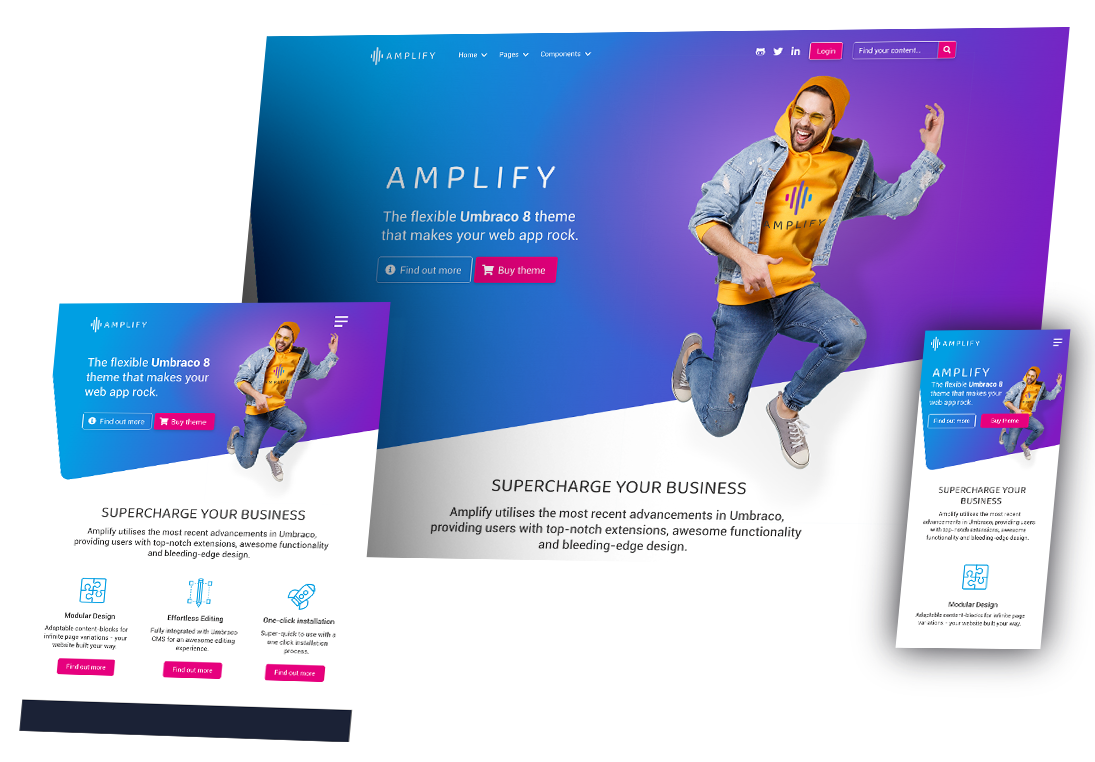 AMPLIFY
Home Pages Components
Login
Find your content...
AMPLIFY
The flexible Umbraco 8 theme
that makes your web app rock.
Find out more
Buy theme
AMPLIFY
SUPERCHARGE YOUR BUSINESS
Amplify utilises the most recent advancements in Umbraco,
providing users with top-notch extensions, awesome functionality
and bleeding-edge design.
AMPLIFY
The flexible Umbraco 8
theme that makes your
web app rock.
Find out more
Buy theme
AMPLIFY
SUPERCHARGE YOUR BUSINESS
Amplify utilises the most recent advancements in Umbraco,
providing users with top-notch extensions, awesome functionality
and bleeding-edge design.
Modular Design
Adaptable content-blocks for
infinite page variations - your
website built your way.
Find out more
Effortless Editing
Fully integrated with Umbraco
CMS for an awesome editing
experience.
Find out more
One-click installation
Super-quick to use with a
one click installation
process.
Find out more
AMPLIFY
AMPLIFY
The flexible Umbraco 8
theme that makes your
web app rock.
Find out more
Buy theme
SUPERCHARGE YOUR
BUSINESS
Amplify utilises the most recent
advancements in Umbraco, providing users
with top-notch extensions, awesome
functionality and bleeding-edge design.
Modular Design
Adaptable content-blocks for infinite page
variations - your website built your way.